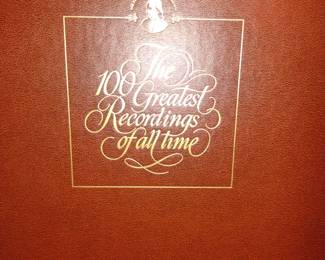 The
100 Greatest
Recordings
of all time